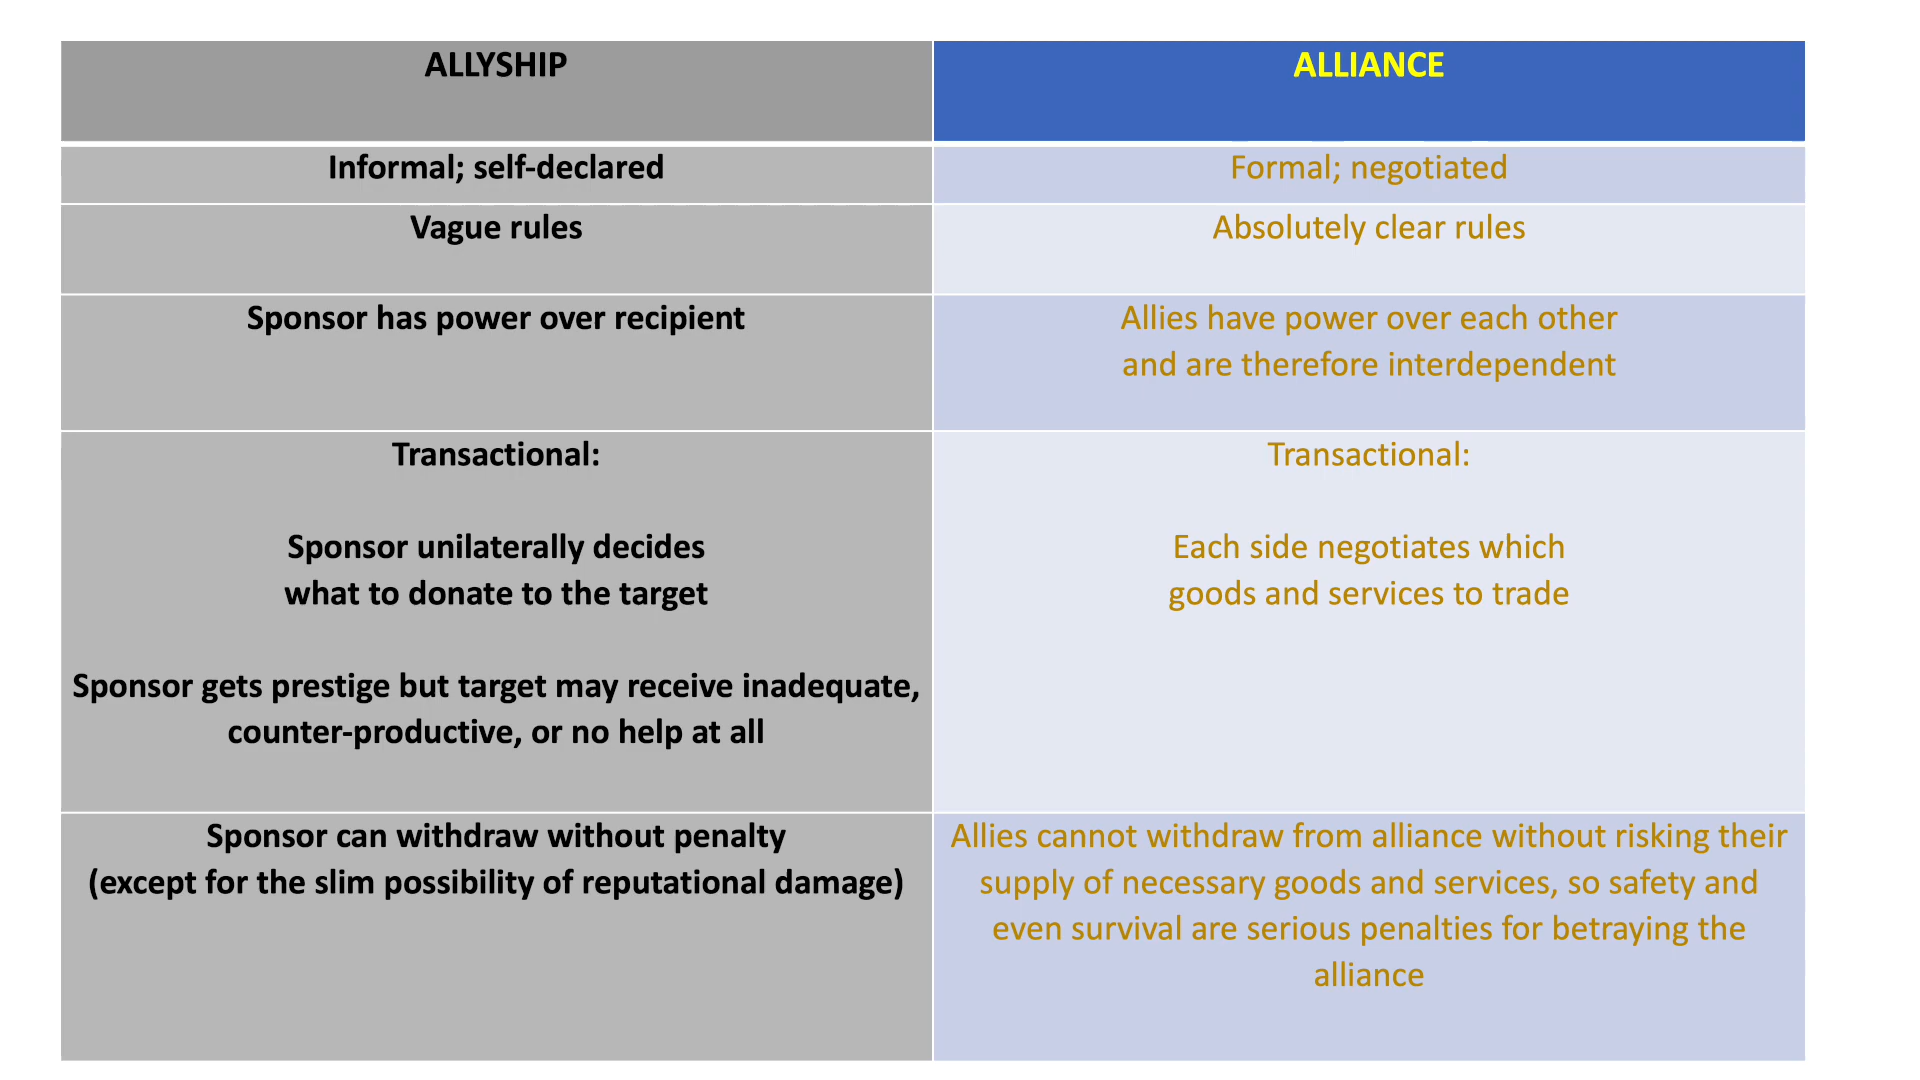 ALLYSHIP
ALLIANCE
Informal; self-declared
Formal; negotiated
Vague rules
Absolutely clear rules
Sponsor has power over recipient
Allies have power over each other
and are therefore interdependent
Transactional:
Sponsor unilaterally decides
what to donate to the target
Sponsor gets prestige but target may receive inadequate,
counter-productive, or no help at all
Transactional:
Each side negotiates which
goods and services to trade
Sponsor can withdraw without penalty
(except for the slim possibility of reputational damage)
Allies cannot withdraw from alliance without risking their
supply of necessary goods and services, so safety and
even survival are serious penalties for betraying the
alliance